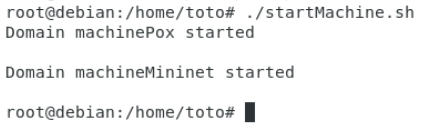 root@debian:/home/toto# ./startMachine.sh
Domain machinePox started
Domain machineMininet started
root@debian:/home/toto#